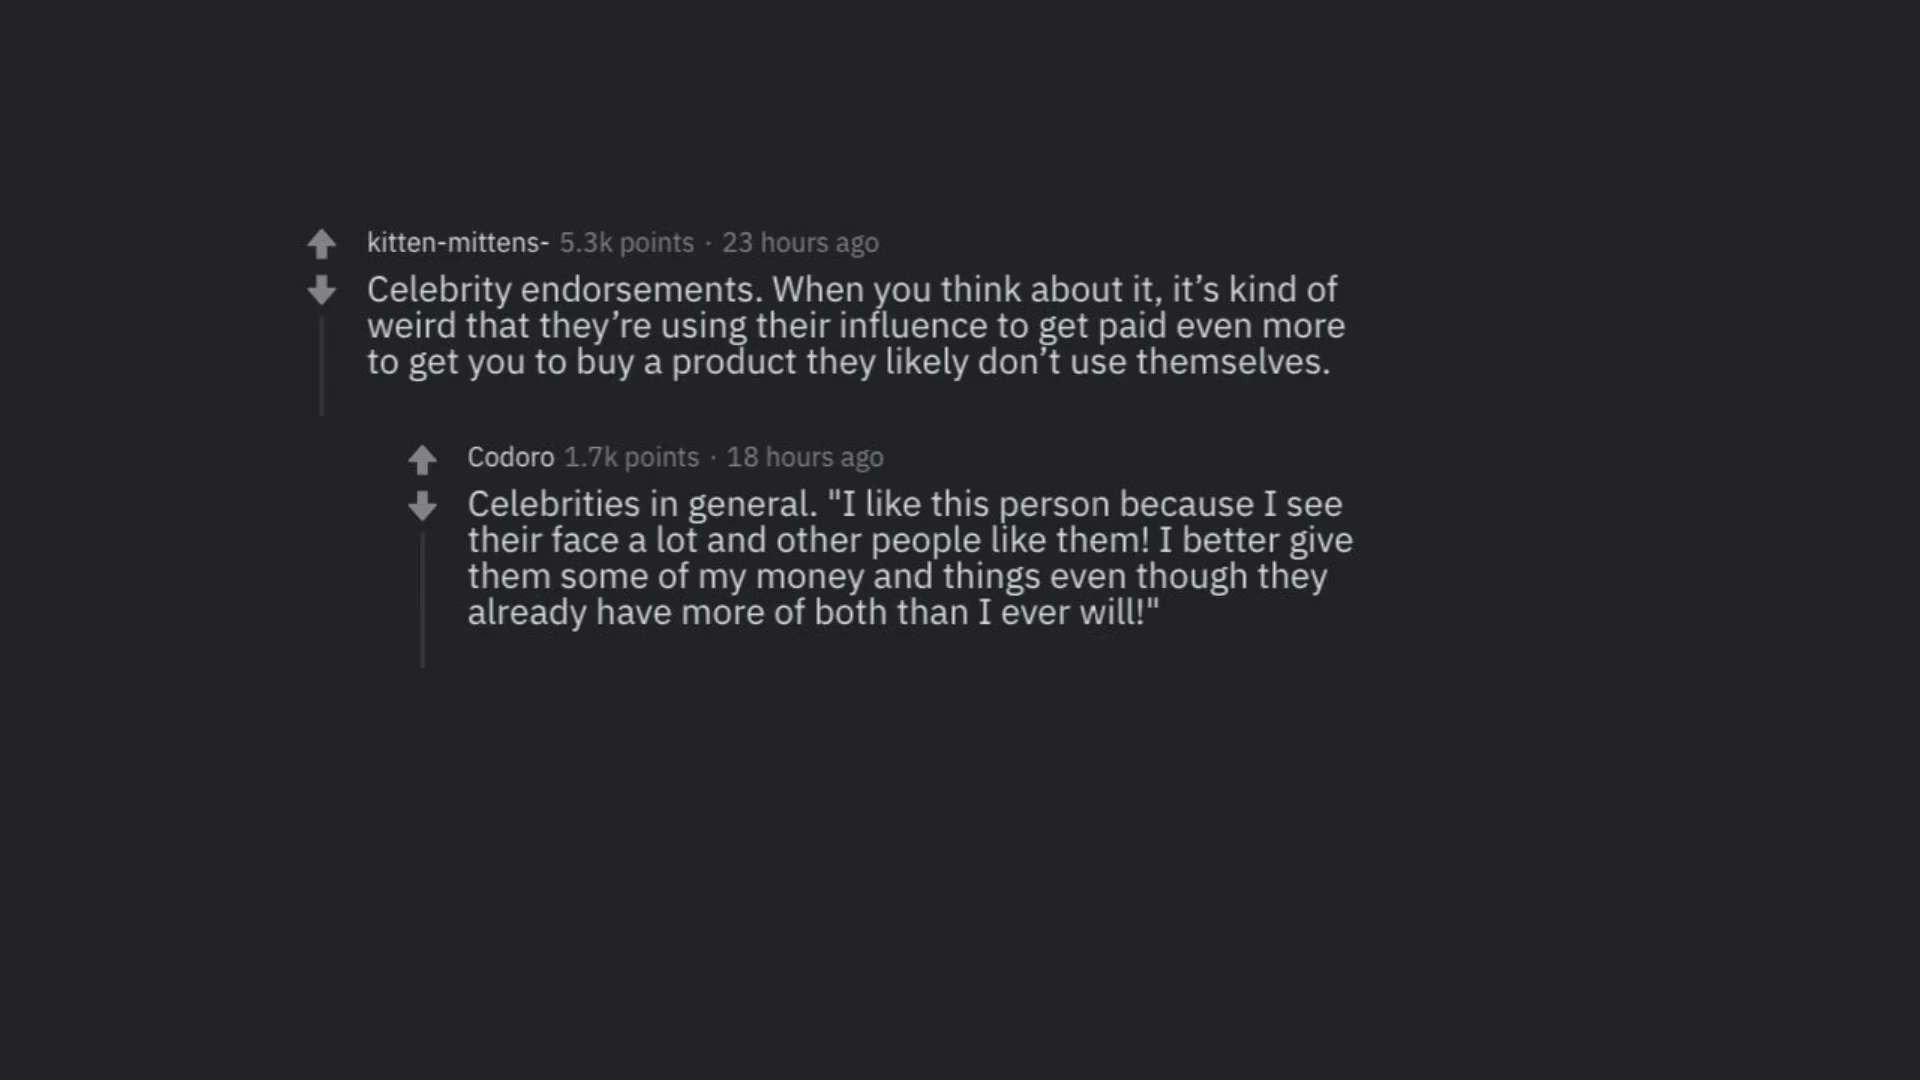 kitten-mittens- 5.3k points · 23 hours ago
Celebrity endorsements. When you think about it, it’s kind of
weird that they’re using their influence to get paid even more
to get you to buy a product they likely don’t use themselves.
Codoro 1.7k points · 18 hours ago
Celebrities in general. "I like this person because I see
their face a lot and other people like them! I better give
them some of my money and things even though they
already have more of both than I ever will!"